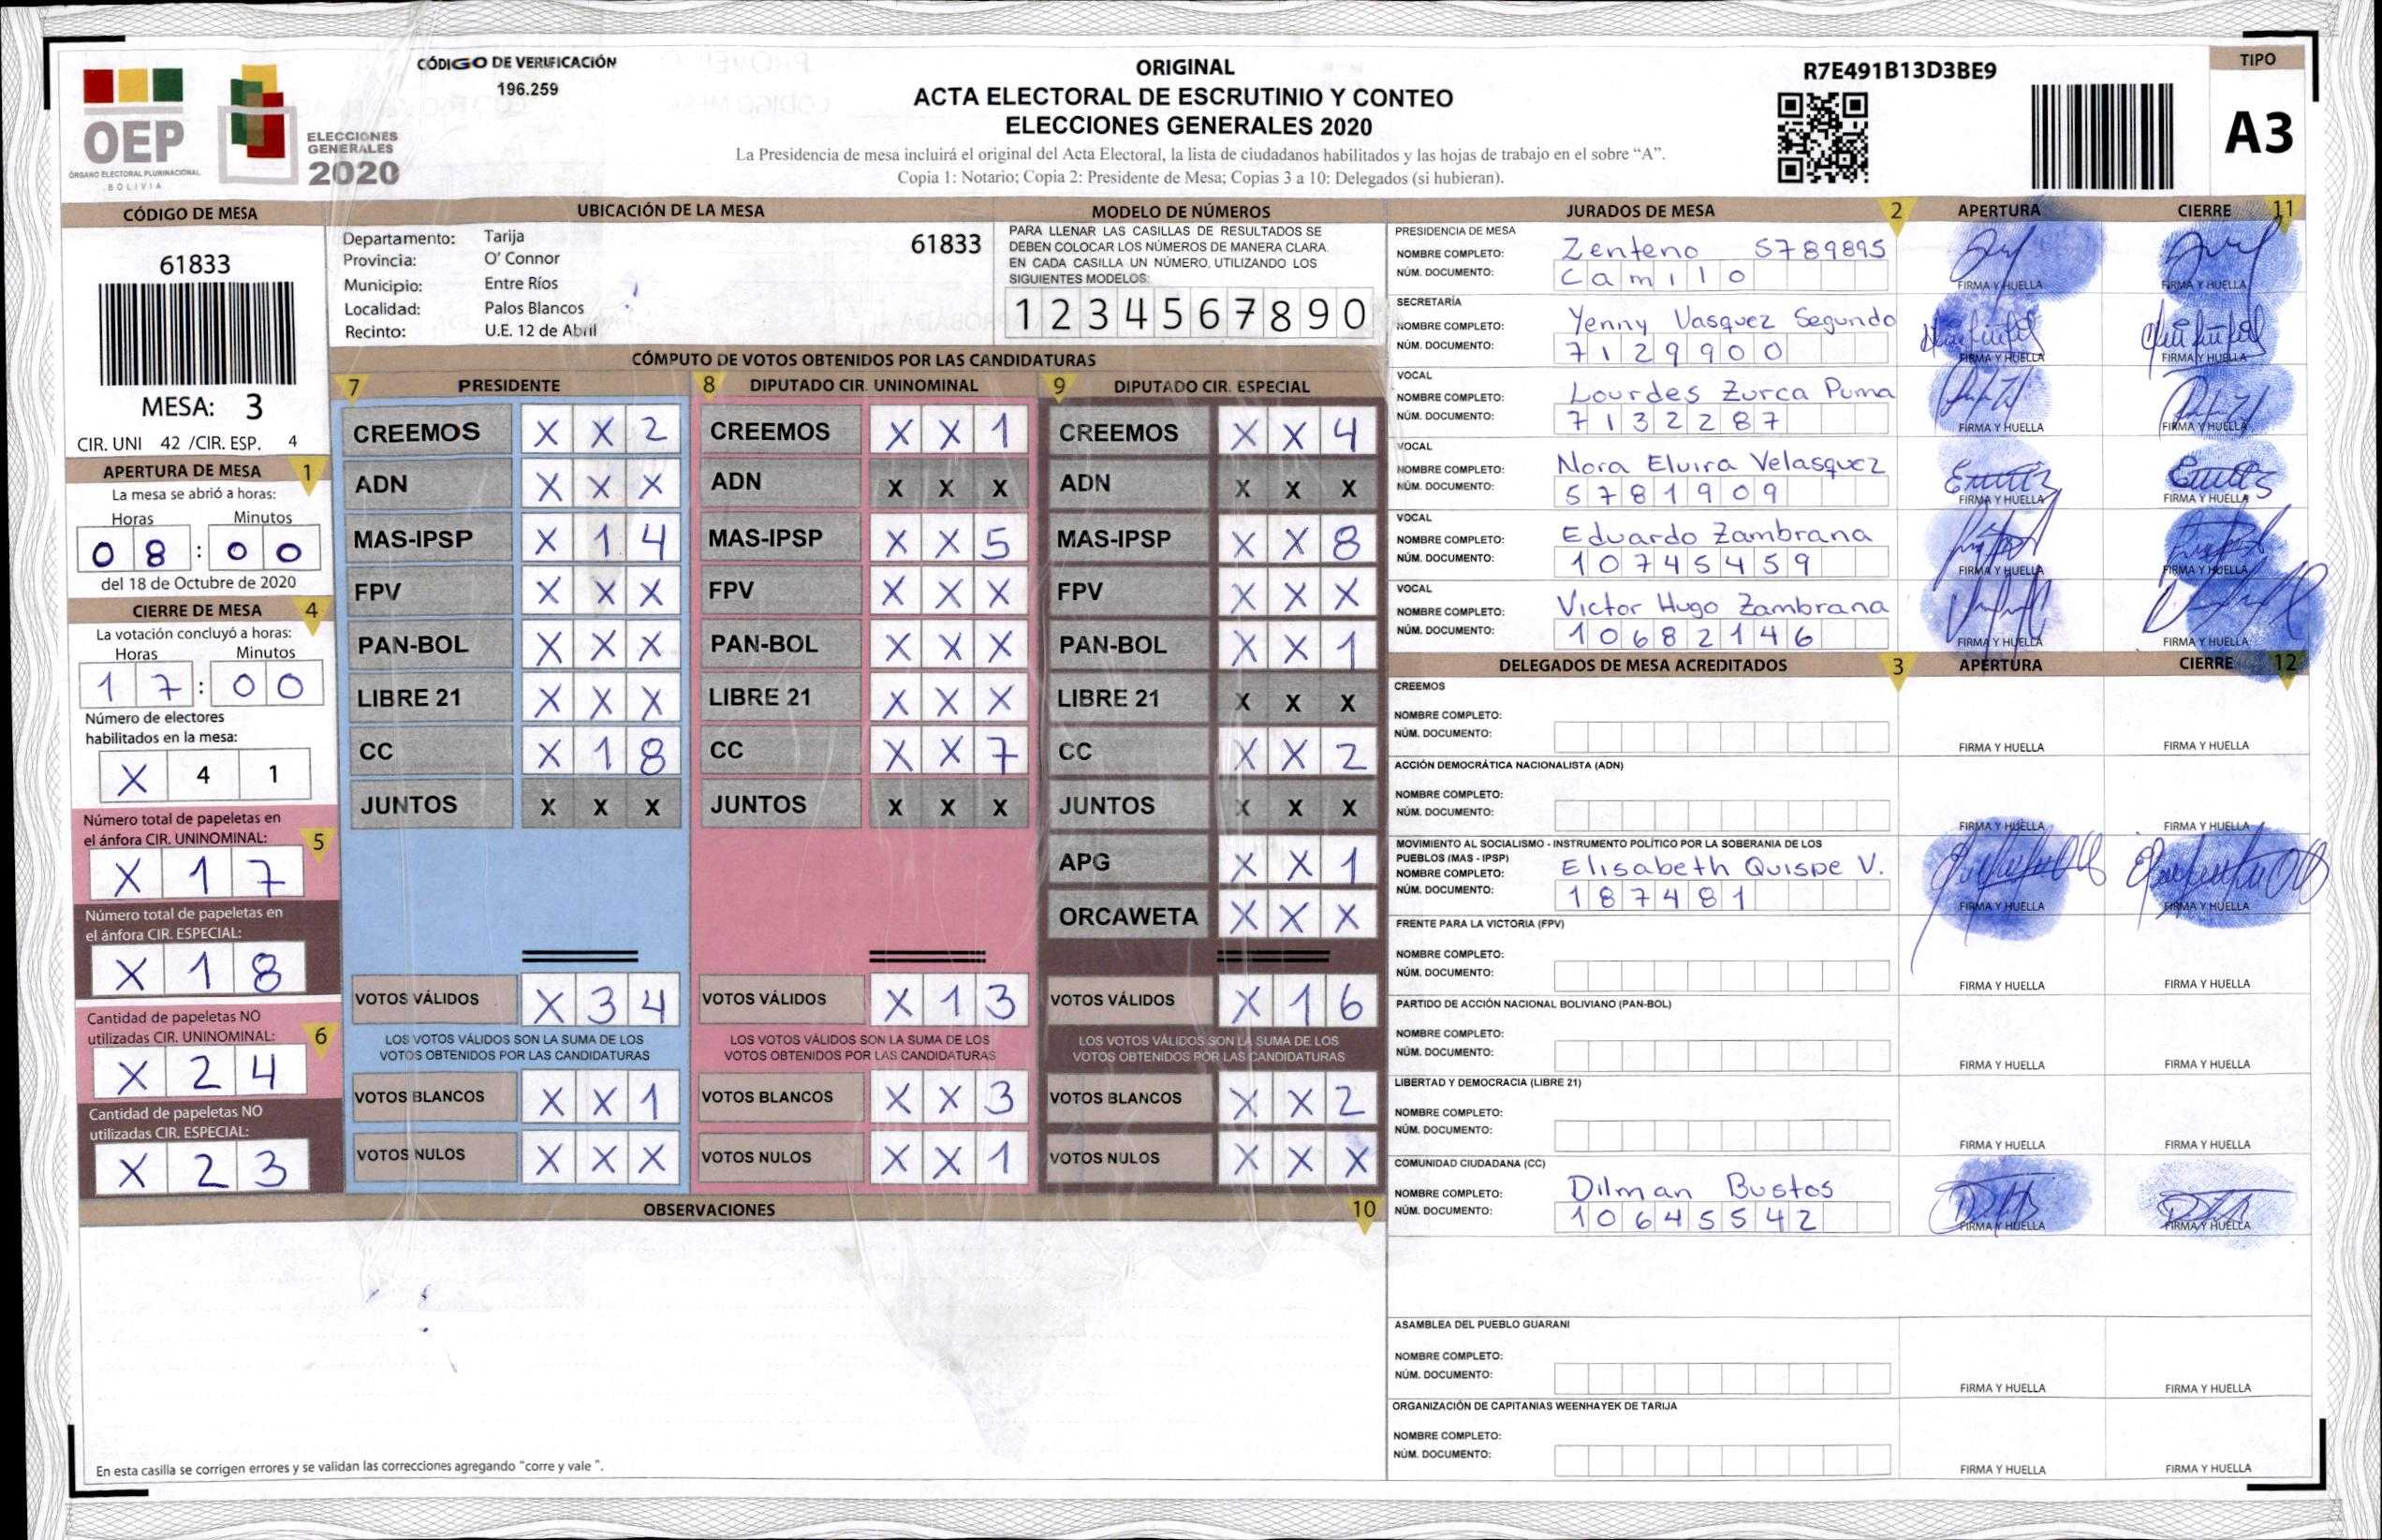 CÓDIGO DE VERIFICACIÓN
196.259
OEP
ÓRGANO ELECTORAL PLURINACIONAL
BOLIVIA
ELECCIONES
GENERALES
2020
ORIGINAL
ACTA ELECTORAL DE ESCRUTINIO Y CONTEO
ELECCIONES GENERALES 2020
La Presidencia de mesa incluirá el original del Acta Electoral, la lista de ciudadanos habilitados y las hojas de trabajo en el sobre “A”.
Copia 1: Notario; Copia 2: Presidente de Mesa; Copias 3 a 10: Delegados (si hubieran).
R7E491B13D3BE9
TIPO
A3
CÓDIGO DE MESA
61833
MESA: 3
CIR. UNI 42 /CIR. ESP. 4
APERTURA DE MESA 1
La mesa se abrió a horas:
Horas Minutos
0 8 : 0 0
del 18 de Octubre de 2020
CIERRE DE MESA 4
La votación concluyó a horas:
Horas Minutos
1 7 : 0 0
Número de electores
habilitados en la mesa:
X 4 1
Número total de papeletas en
el ánfora CIR. UNINOMINAL: 5
X 1 7
Número total de papeletas en
el ánfora CIR. ESPECIAL:
X 1 8
Cantidad de papeletas NO
utilizadas CIR. UNINOMINAL: 6
X 2 4
Cantidad de papeletas NO
utilizadas CIR. ESPECIAL:
X 2 3
UBICACIÓN DE LA MESA
Departamento: Tarija 61833
Provincia: O' Connor
Municipio: Entre Ríos
Localidad: Palos Blancos
Recinto: U.E. 12 de Abril
MODELO DE NÚMEROS
PARA LLENAR LAS CASILLAS DE RESULTADOS SE
DEBEN COLOCAR LOS NÚMEROS DE MANERA CLARA.
EN CADA CASILLA UN NÚMERO, UTILIZANDO LOS
SIGUIENTES MODELOS:
1 2 3 4 5 6 7 8 9 0
CÓMPUTO DE VOTOS OBTENIDOS POR LAS CANDIDATURAS
7 PRESIDENTE
CREEMOS X X 2
ADN X X X
MAS-IPSP X 1 4
FPV X X X
PAN-BOL X X X
LIBRE 21 X X X
CC X 1 8
JUNTOS X X X
VOTOS VÁLIDOS X 3 4
LOS VOTOS VÁLIDOS SON LA SUMA DE LOS
VOTOS OBTENIDOS POR LAS CANDIDATURAS
VOTOS BLANCOS X X 1
VOTOS NULOS X X X
8 DIPUTADO CIR. UNINOMINAL
CREEMOS X X 1
ADN X X X
MAS-IPSP X X 5
FPV X X X
PAN-BOL X X X
LIBRE 21 X X X
CC X X 7
JUNTOS X X X
VOTOS VÁLIDOS X 1 3
LOS VOTOS VÁLIDOS SON LA SUMA DE LOS
VOTOS OBTENIDOS POR LAS CANDIDATURAS
VOTOS BLANCOS X X 3
VOTOS NULOS X X 1
9 DIPUTADO CIR. ESPECIAL
CREEMOS X X 4
ADN X X X
MAS-IPSP X X 8
FPV X X X
PAN-BOL X X 1
LIBRE 21 X X X
CC X X 2
JUNTOS X X X
APG X X 1
ORCAWETA X X X
VOTOS VÁLIDOS X 1 6
LOS VOTOS VÁLIDOS SON LA SUMA DE LOS
VOTOS OBTENIDOS POR LAS CANDIDATURAS
VOTOS BLANCOS X X 2
VOTOS NULOS X X X
OBSERVACIONES 10
En esta casilla se corrigen errores y se validan las correcciones agregando “corre y vale ”.
JURADOS DE MESA 2 APERTURA CIERRE 11
PRESIDENCIA DE MESA
NOMBRE COMPLETO: Zenteno 5789895
NÚM. DOCUMENTO: Camilo
FIRMA Y HUELLA FIRMA Y HUELLA
SECRETARÍA
NOMBRE COMPLETO: Yenny Vasquez Segundo
NÚM. DOCUMENTO: 7129900
FIRMA Y HUELLA FIRMA Y HUELLA
VOCAL
NOMBRE COMPLETO: Lourdes Zurca Puma
NÚM. DOCUMENTO: 7132287
FIRMA Y HUELLA FIRMA Y HUELLA
VOCAL
NOMBRE COMPLETO: Nora Elvira Velasquez
NÚM. DOCUMENTO: 5781909
FIRMA Y HUELLA FIRMA Y HUELLA
VOCAL
NOMBRE COMPLETO: Eduardo Zambrana
NÚM. DOCUMENTO: 10745459
FIRMA Y HUELLA FIRMA Y HUELLA
VOCAL
NOMBRE COMPLETO: Victor Hugo Zambrana
NÚM. DOCUMENTO: 10682146
FIRMA Y HUELLA FIRMA Y HUELLA
DELEGADOS DE MESA ACREDITADOS 3 APERTURA CIERRE 12
CREEMOS
NOMBRE COMPLETO:
NÚM. DOCUMENTO:
FIRMA Y HUELLA FIRMA Y HUELLA
ACCIÓN DEMOCRÁTICA NACIONALISTA (ADN)
NOMBRE COMPLETO:
NÚM. DOCUMENTO:
FIRMA Y HUELLA FIRMA Y HUELLA
MOVIMIENTO AL SOCIALISMO - INSTRUMENTO POLÍTICO POR LA SOBERANIA DE LOS
PUEBLOS (MAS - IPSP)
NOMBRE COMPLETO: Elisabeth Quispe V.
NÚM. DOCUMENTO: 187481
FIRMA Y HUELLA FIRMA Y HUELLA
FRENTE PARA LA VICTORIA (FPV)
NOMBRE COMPLETO:
NÚM. DOCUMENTO:
FIRMA Y HUELLA FIRMA Y HUELLA
PARTIDO DE ACCIÓN NACIONAL BOLIVIANO (PAN-BOL)
NOMBRE COMPLETO:
NÚM. DOCUMENTO:
FIRMA Y HUELLA FIRMA Y HUELLA
LIBERTAD Y DEMOCRACIA (LIBRE 21)
NOMBRE COMPLETO:
NÚM. DOCUMENTO:
FIRMA Y HUELLA FIRMA Y HUELLA
COMUNIDAD CIUDADANA (CC)
NOMBRE COMPLETO: Dilman Bustos
NÚM. DOCUMENTO: 10645542
FIRMA Y HUELLA FIRMA Y HUELLA
ASAMBLEA DEL PUEBLO GUARANI
NOMBRE COMPLETO:
NÚM. DOCUMENTO:
FIRMA Y HUELLA FIRMA Y HUELLA
ORGANIZACIÓN DE CAPITANIAS WEENHAYEK DE TARIJA
NOMBRE COMPLETO:
NÚM. DOCUMENTO:
FIRMA Y HUELLA FIRMA Y HUELLA